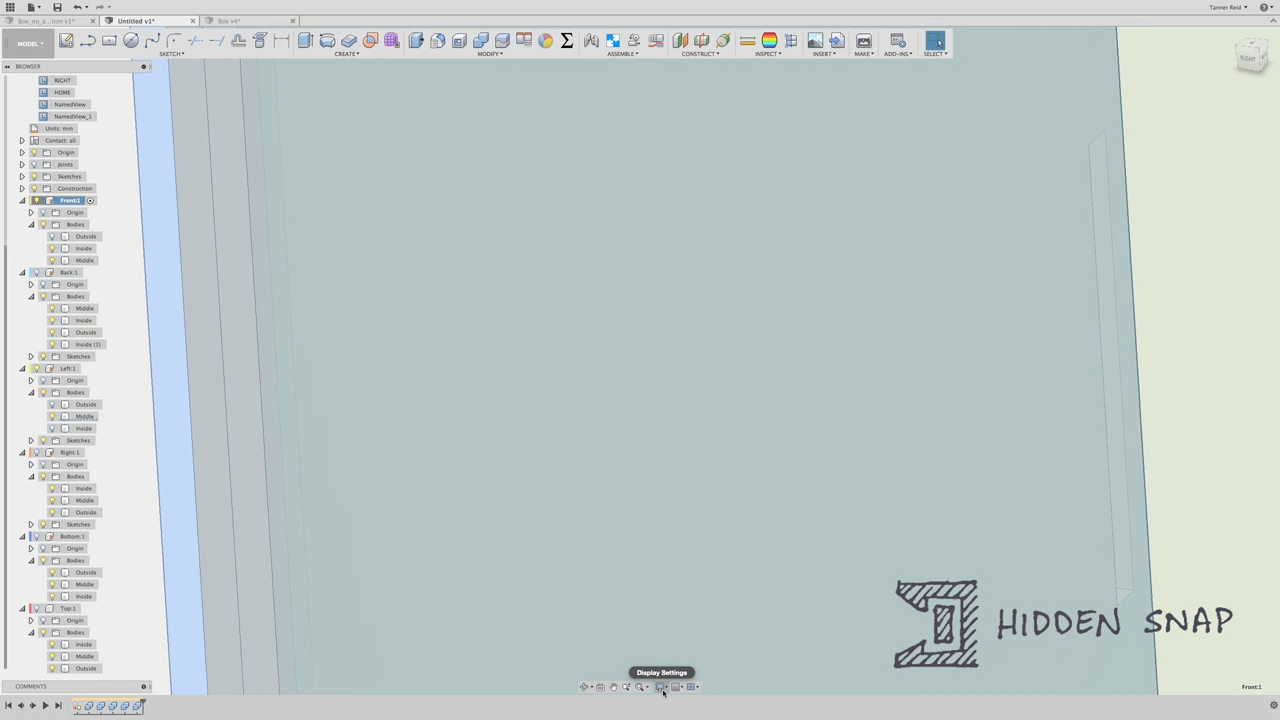 Tanner Reid
Box_no_a...tion v1*
Untitled v1*
Box v4*
MODEL
SKETCH
CREATE
MODIFY
ASSEMBLE
CONSTRUCT
INSPECT
INSERT
MAKE
ADD-INS
SELECT
RIGHT
BROWSER
RIGHT
HOME
NamedView
NamedView_1
Units: mm
Contact: all
Origin
Joints
Sketches
Construction
Front:1
Origin
Bodies
Outside
Inside
Middle
Back:1
Origin
Bodies
Middle
Inside
Outside
Inside (1)
Sketches
Left:1
Origin
Bodies
Outside
Middle
Inside
Sketches
Right:1
Origin
Bodies
Inside
Middle
Outside
Sketches
Bottom:1
Origin
Bodies
Outside
Middle
Inside
Top:1
Origin
Bodies
Inside
Middle
Outside
HIDDEN SNAP
Display Settings
COMMENTS
Front:1